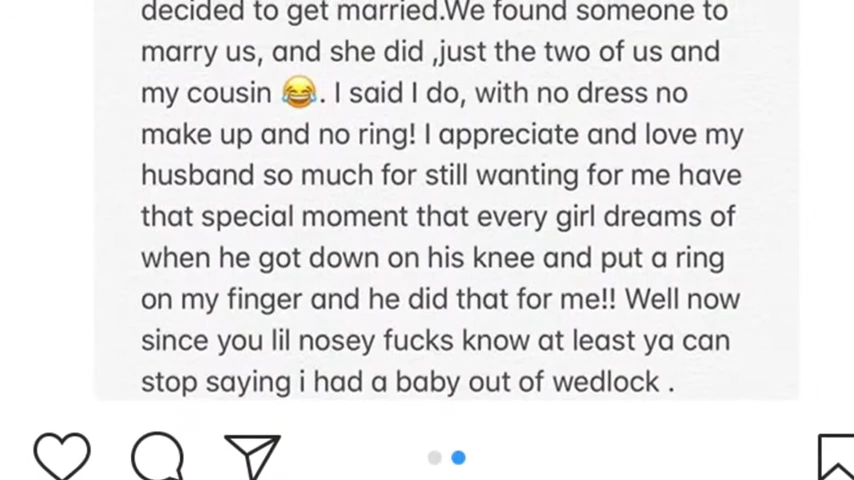 decided to get married.We found someone to
marry us, and she did ,just the two of us and
my cousin 😂. I said I do, with no dress no
make up and no ring! I appreciate and love my
husband so much for still wanting for me have
that special moment that every girl dreams of
when he got down on his knee and put a ring
on my finger and he did that for me!! Well now
since you lil nosey fucks know at least ya can
stop saying i had a baby out of wedlock .